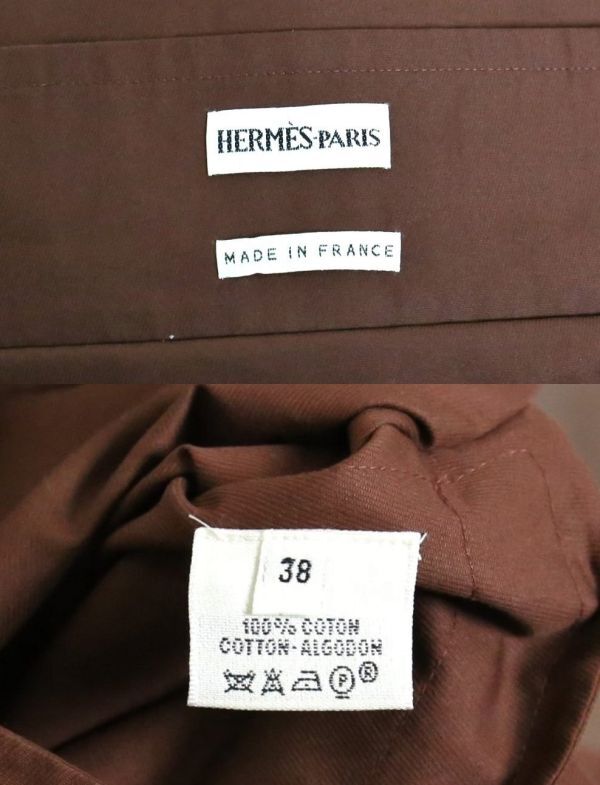 HERMÈS-PARIS
MADE IN FRANCE
38
100% COTON
COTTON-ALGODON
P ®